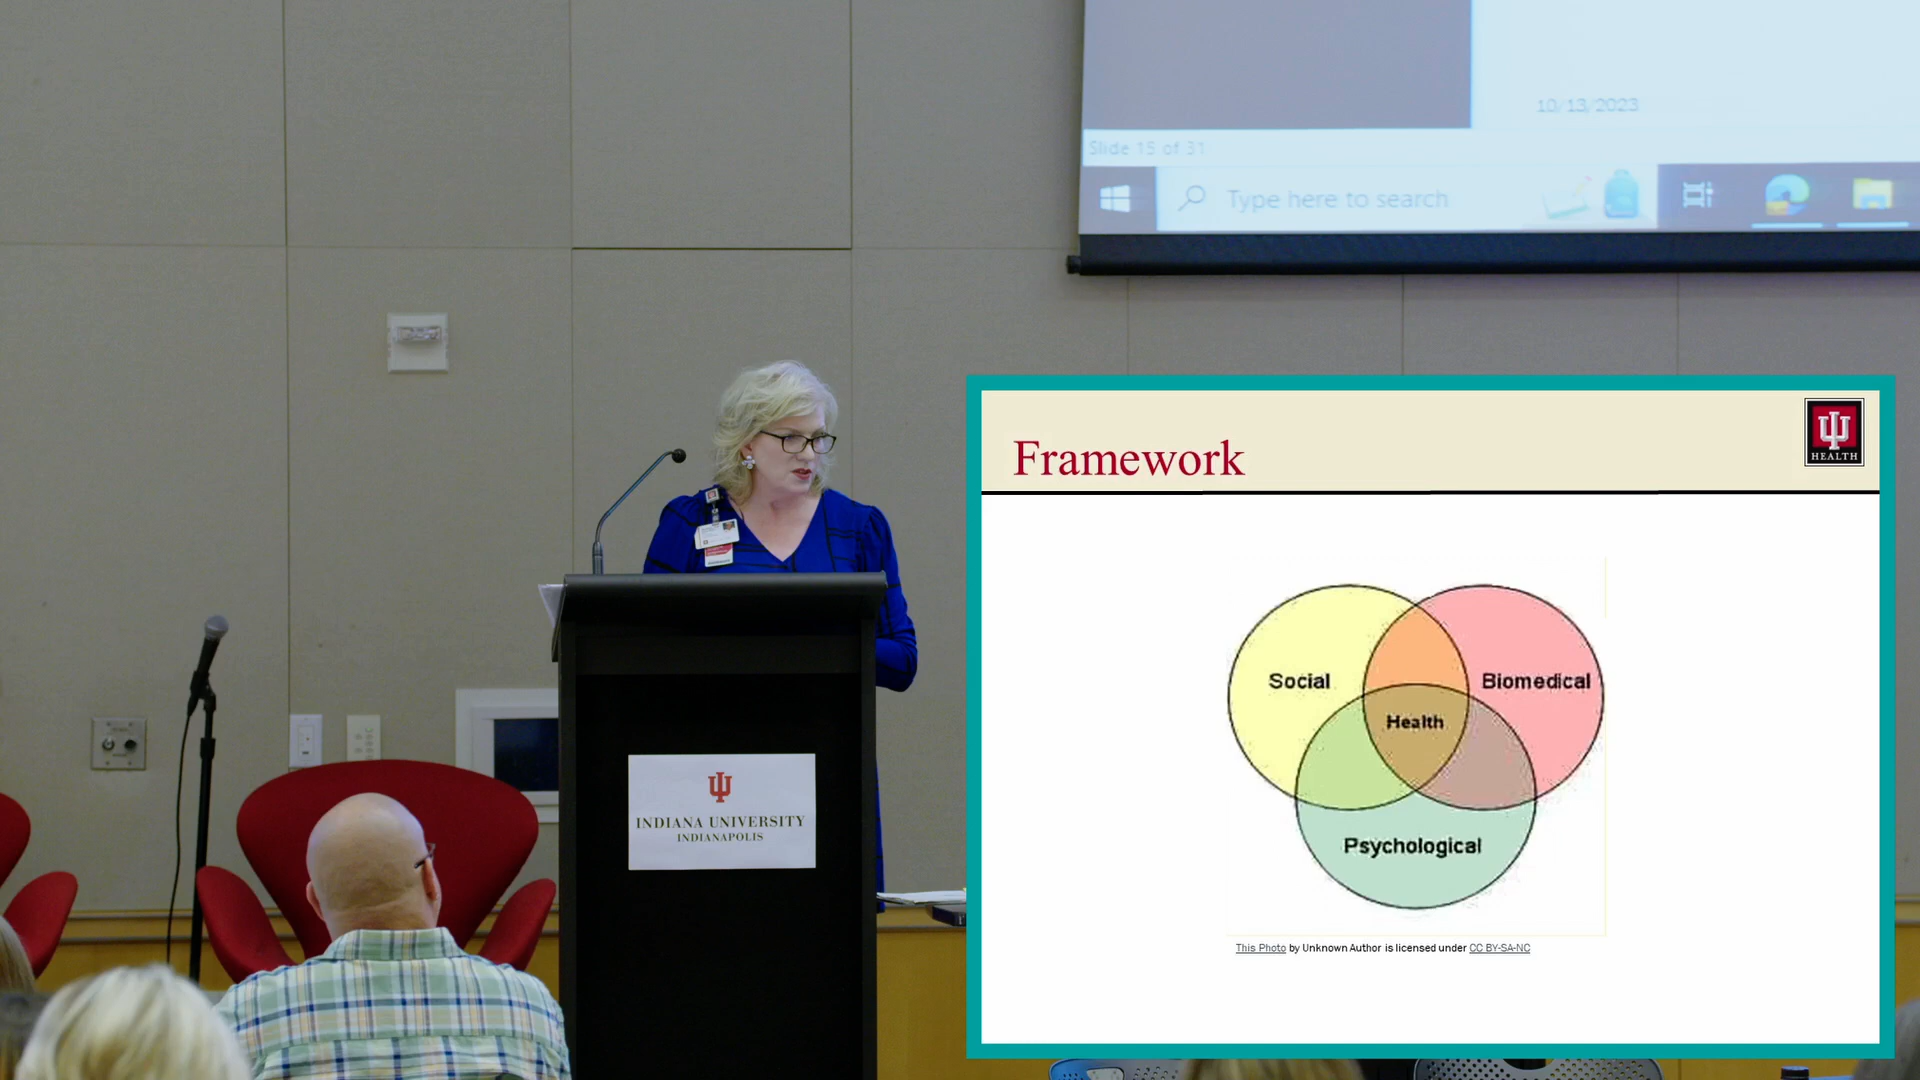 10/13/2023
Slide 15 of 31
Type here to search
Framework
HEALTH
Social
Biomedical
Health
Psychological
This Photo by Unknown Author is licensed under CC BY-SA-NC
INDIANA UNIVERSITY
INDIANAPOLIS